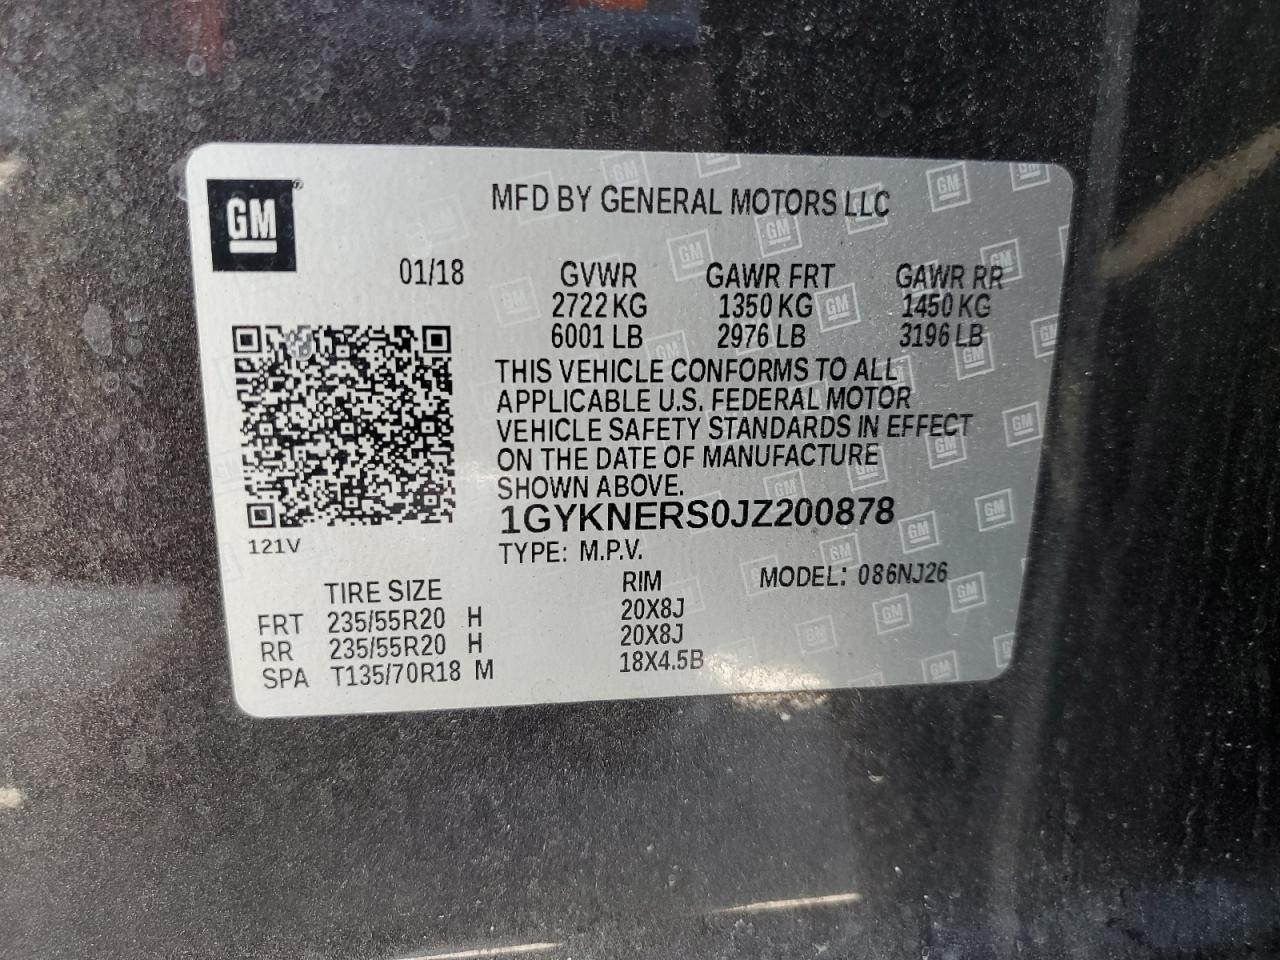 GM®
MFD BY GENERAL MOTORS LLC
01/18 GVWR GAWR FRT GAWR RR
2722 KG 1350 KG 1450 KG
6001 LB 2976 LB 3196 LB
THIS VEHICLE CONFORMS TO ALL
APPLICABLE U.S. FEDERAL MOTOR
VEHICLE SAFETY STANDARDS IN EFFECT
ON THE DATE OF MANUFACTURE
SHOWN ABOVE.
1GYKNERS0JZ200878
121V
TYPE: M.P.V.
MODEL: 086NJ26
TIRE SIZE RIM
FRT 235/55R20 H 20X8J
RR 235/55R20 H 20X8J
SPA T135/70R18 M 18X4.5B